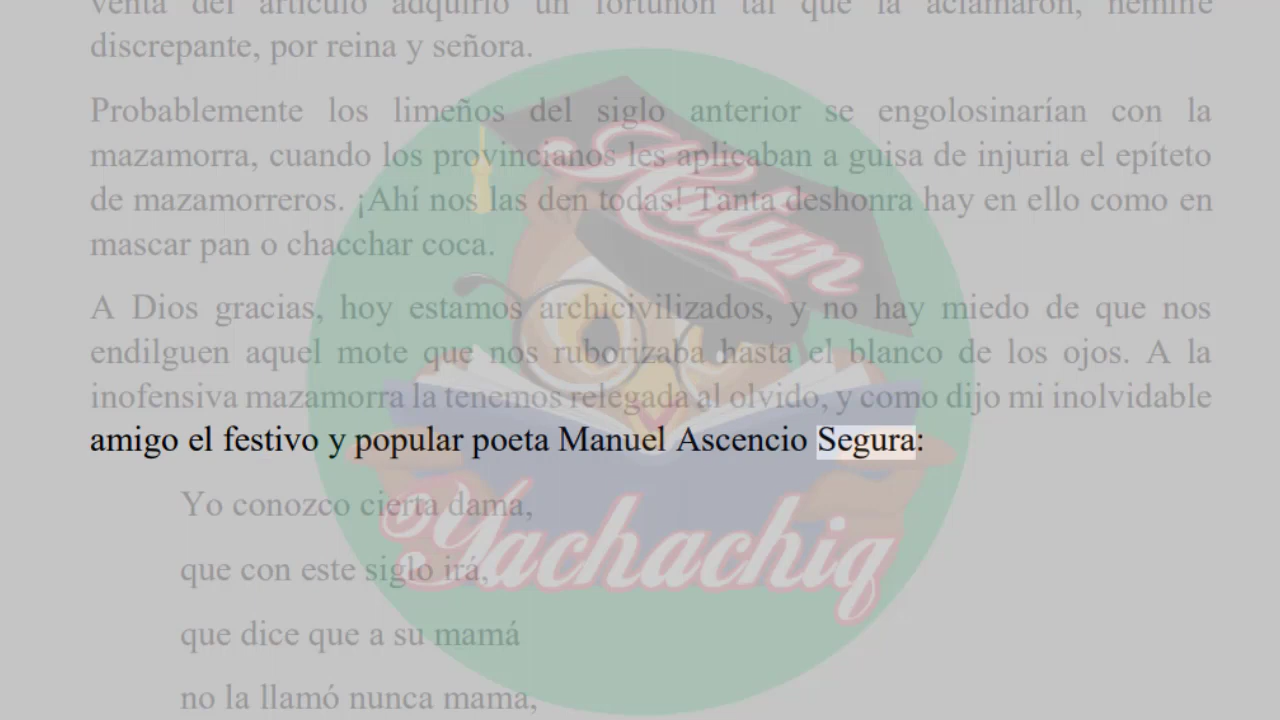 venta del artículo adquirió un fortunón tal que la aclamaron, nemine
discrepante, por reina y señora.
Probablemente los limeños del siglo anterior se engolosinarían con la
mazamorra, cuando los provincianos les aplicaban a guisa de injuria el epíteto
de mazamorreros. ¡Ahí nos las den todas! Tanta deshonra hay en ello como en
mascar pan o chacchar coca.
A Dios gracias, hoy estamos archicivilizados, y no hay miedo de que nos
endilguen aquel mote que nos ruborizaba hasta el blanco de los ojos. A la
inofensiva mazamorra la tenemos relegada al olvido, y como dijo mi inolvidable
amigo el festivo y popular poeta Manuel Ascencio Segura:
Yo conozco cierta dama,
que con este siglo irá,
que dice que a su mamá
no la llamó nunca mama,
Hatun
Yachachiq